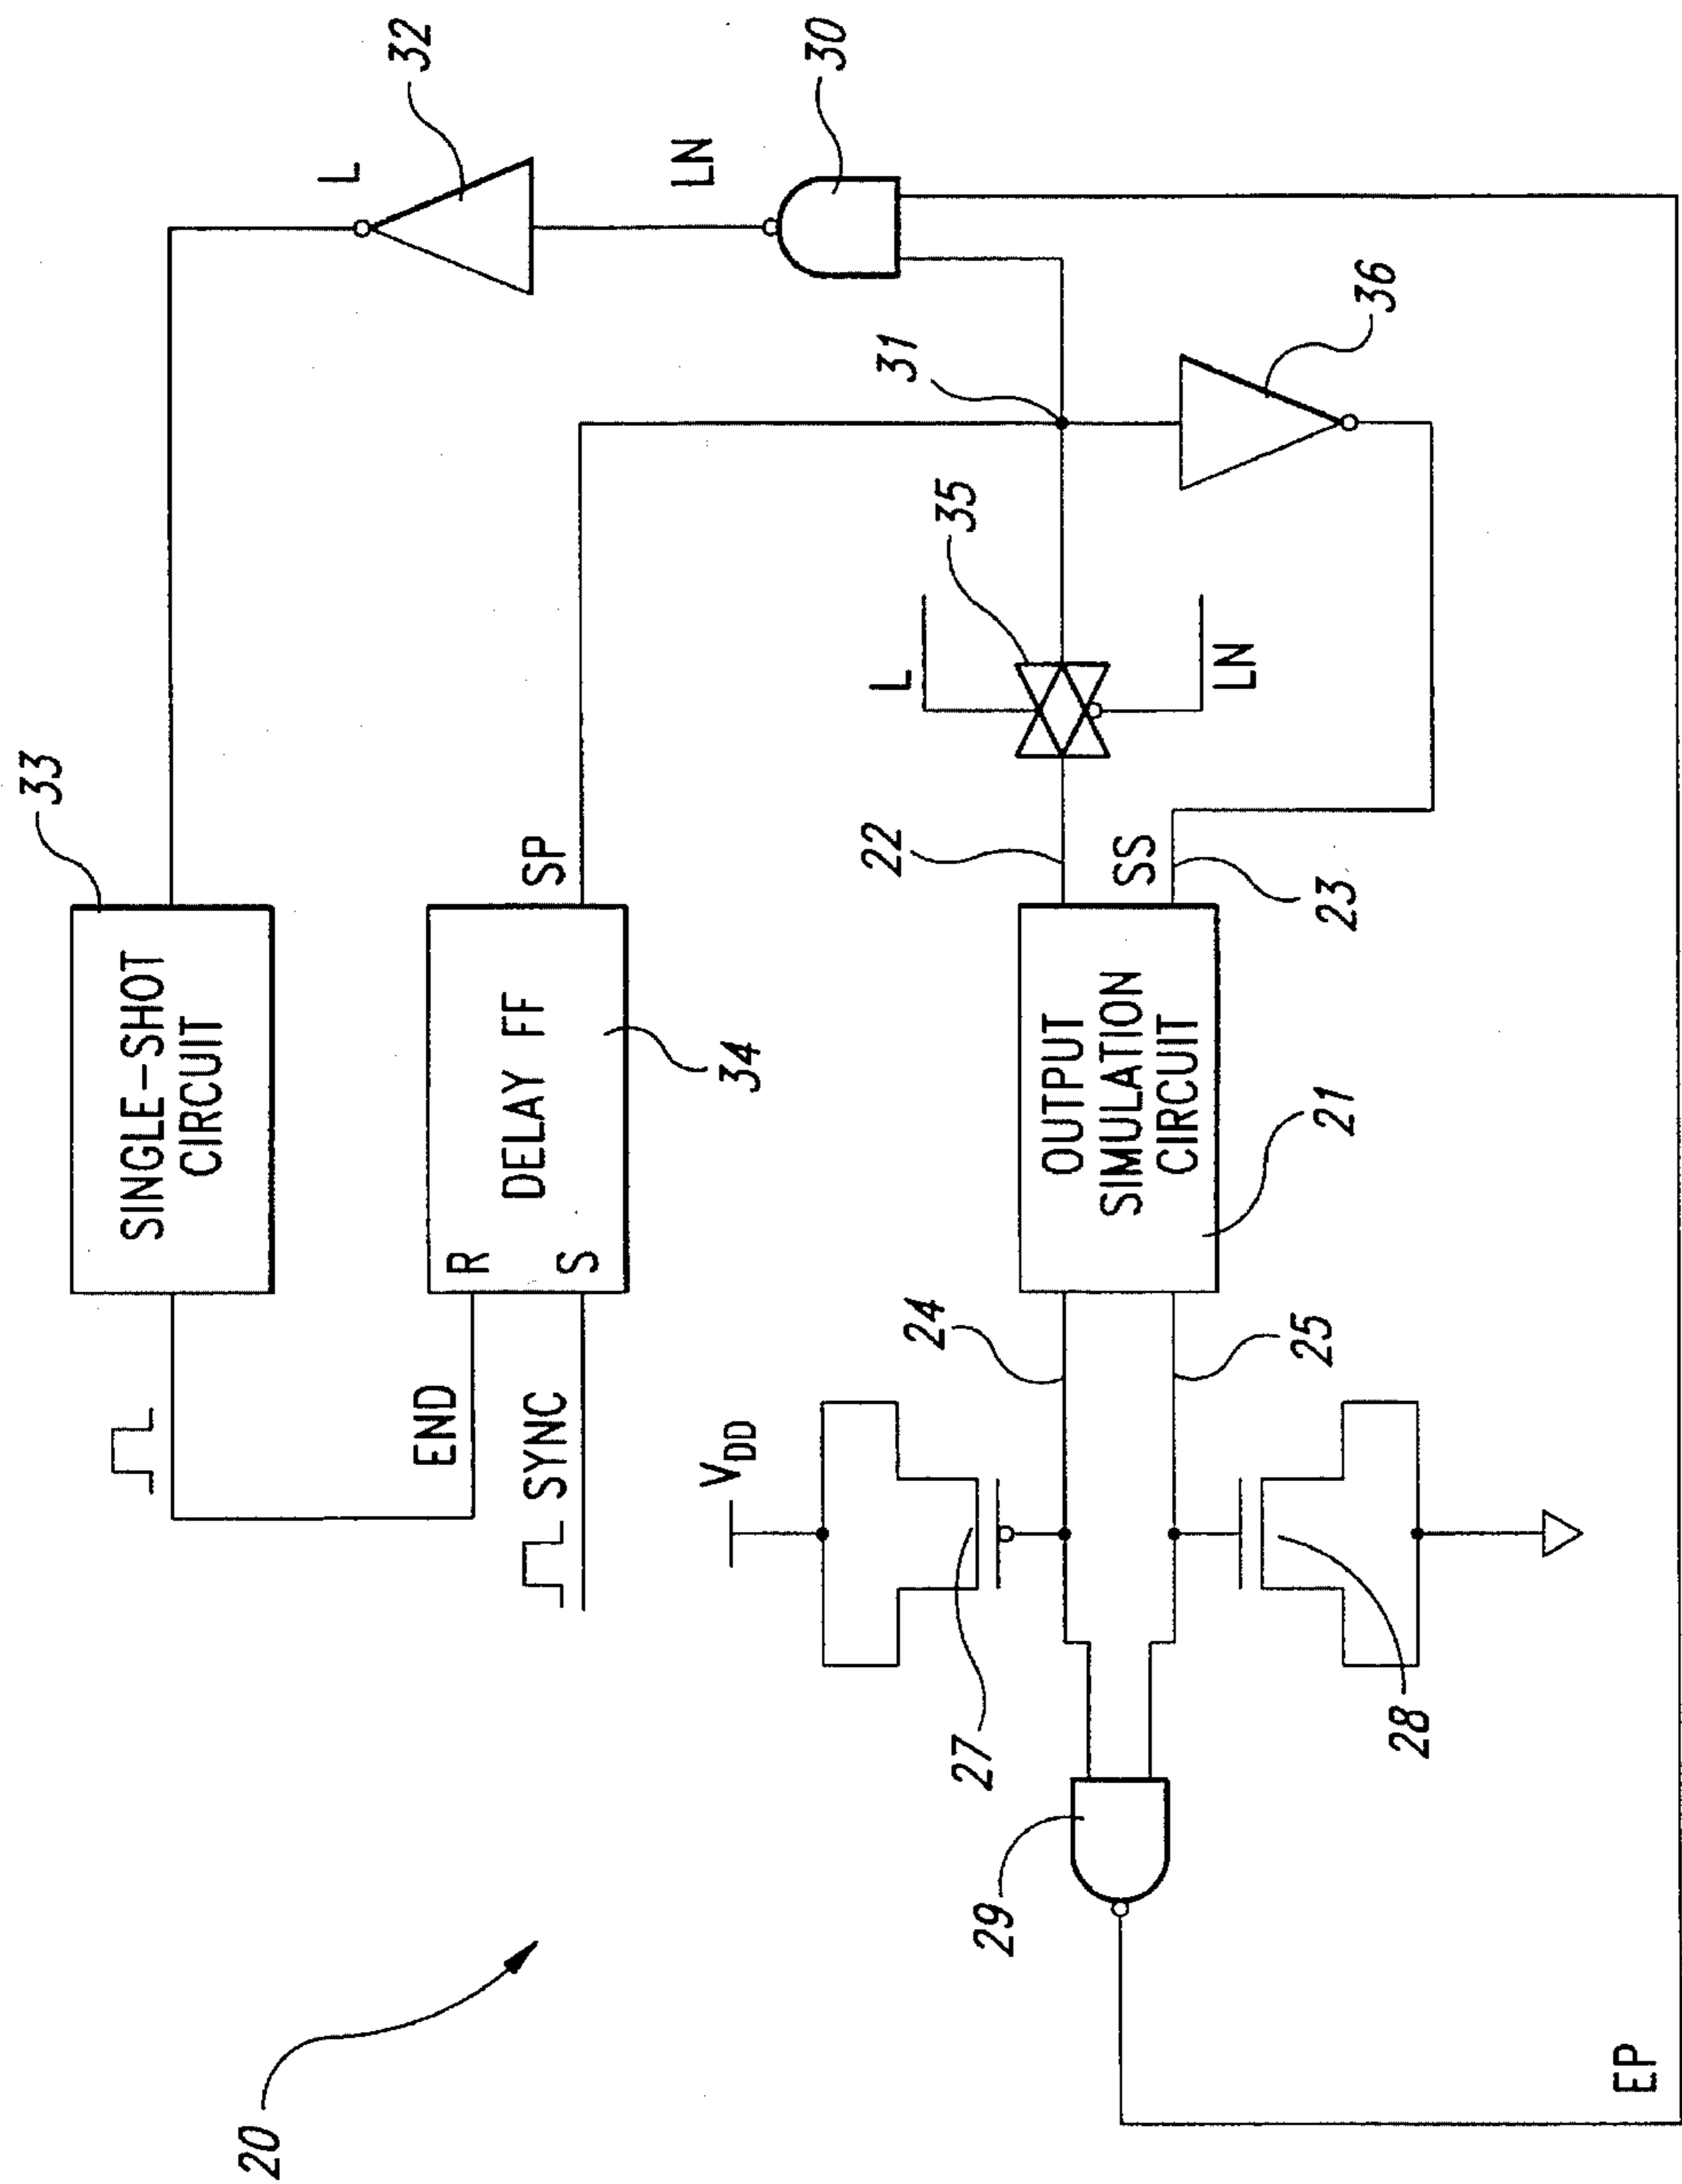 33
SINGLE-SHOT
CIRCUIT
L
32
LN
30
END
R
DELAY FF
S
SP
SYNC
34
31
V_DD
24
22
L
35
OUTPUT
SIMULATION
CIRCUIT
SS
27
29
25
23
LN
36
21
28
20
EP